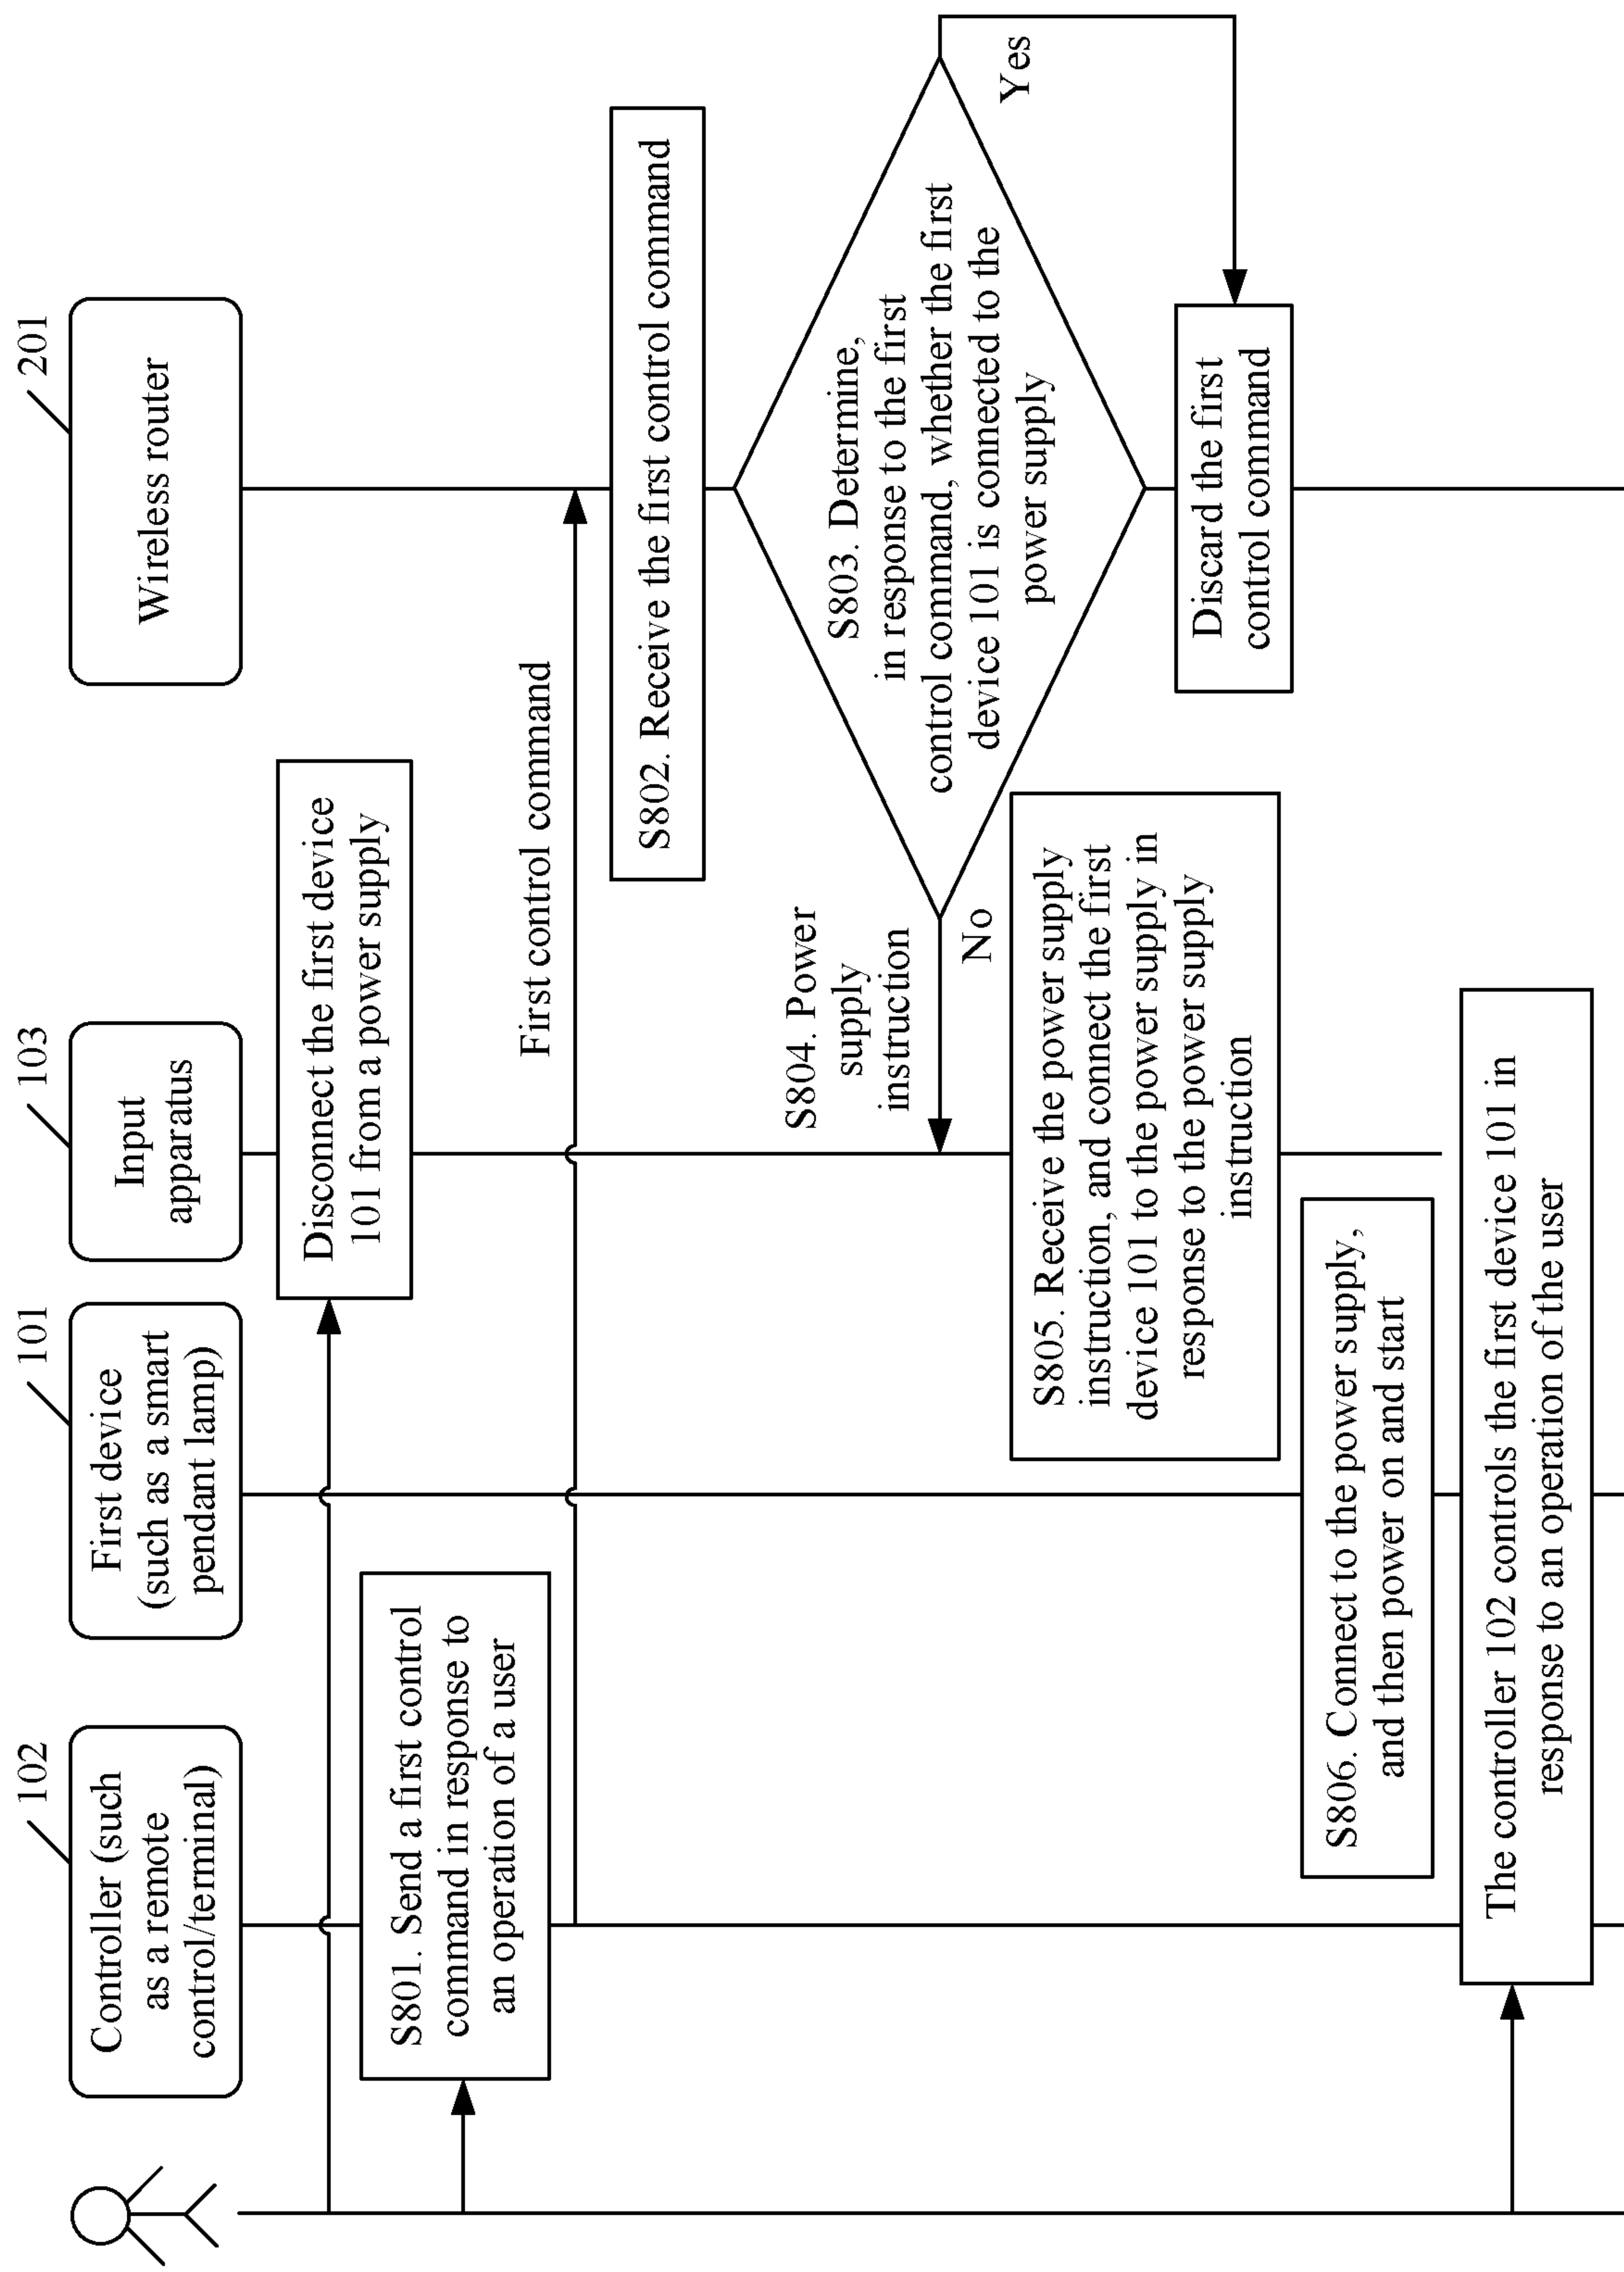 102
Controller (such
as a remote
control/terminal)
101
First device
(such as a smart
pendant lamp)
103
Input
apparatus
201
Wireless router
Disconnect the first device
101 from a power supply
S801. Send a first control
command in response to
an operation of a user
First control command
S802. Receive the first control command
S803. Determine,
in response to the first
control command, whether the first
device 101 is connected to the
power supply
S804. Power
supply
instruction
No
Yes
S805. Receive the power supply
instruction, and connect the first
device 101 to the power supply in
response to the power supply
instruction
Discard the first
control command
S806. Connect to the power supply,
and then power on and start
The controller 102 controls the first device 101 in
response to an operation of the user